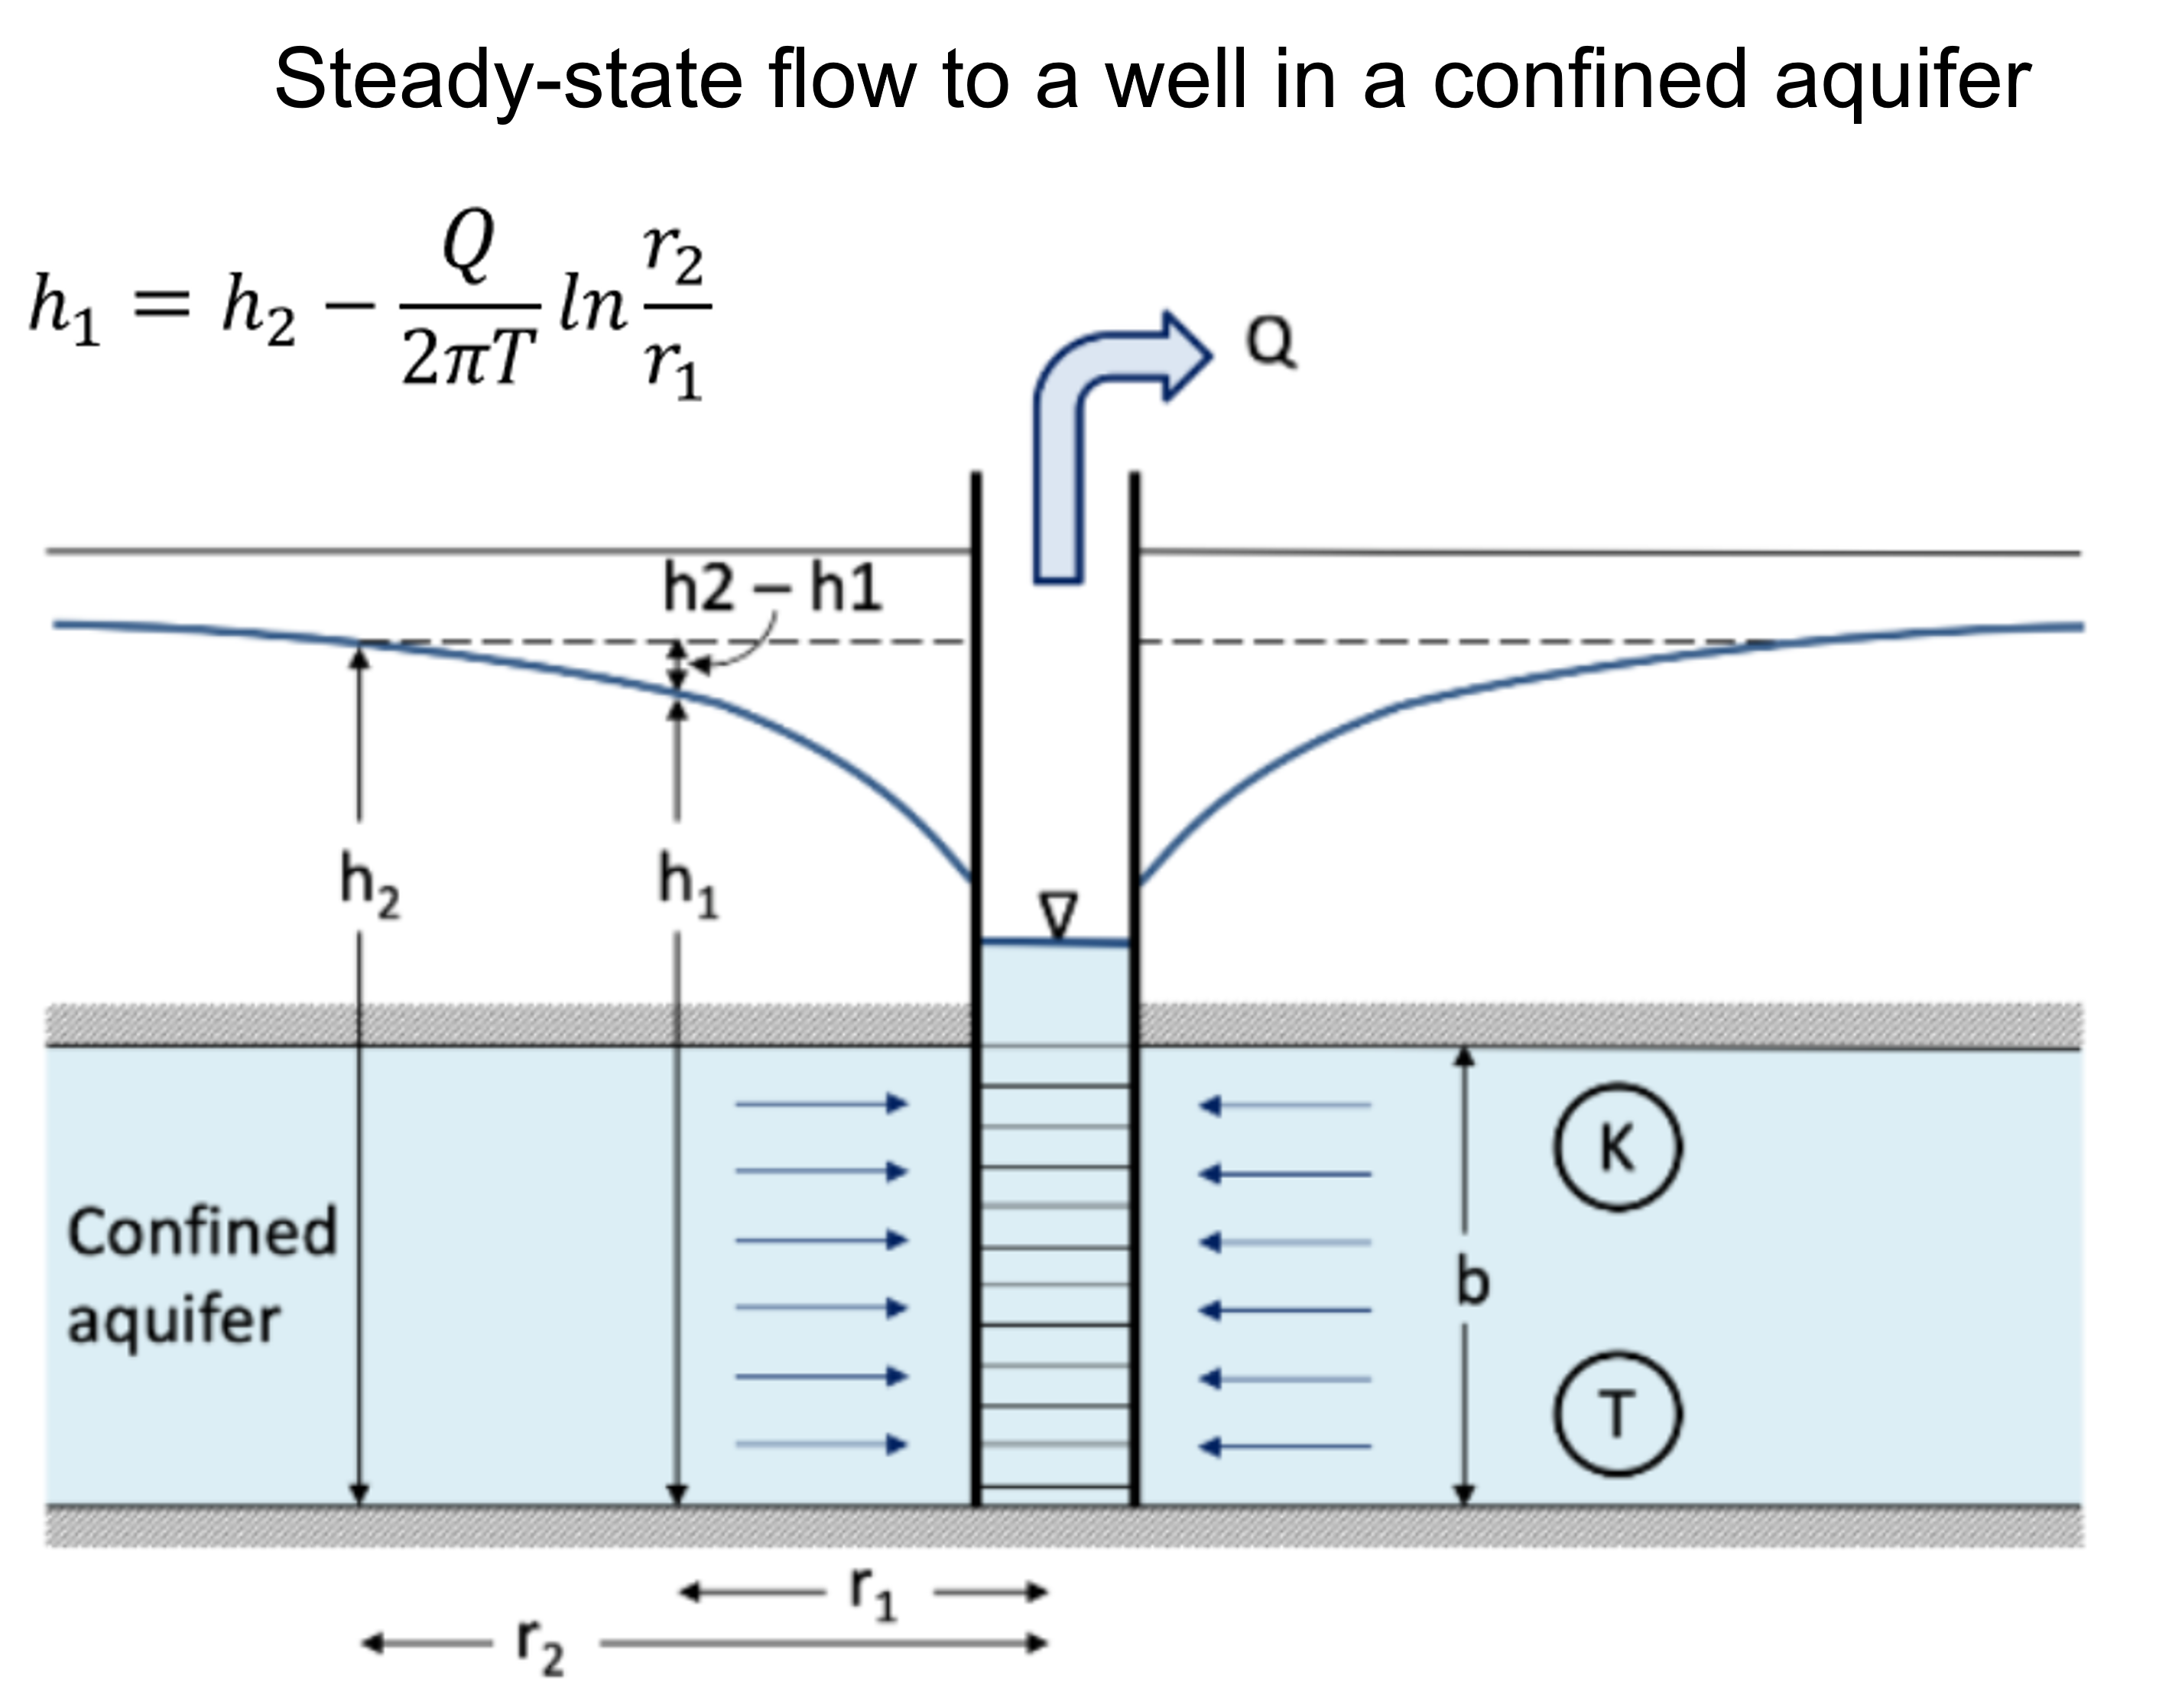 Steady-state flow to a well in a confined aquifer
h₁ = h₂ − Q/2πT ln r₂/r₁
Q
h2 – h1
h₂
h₁
K
Confined
aquifer
b
T
r₁
r₂